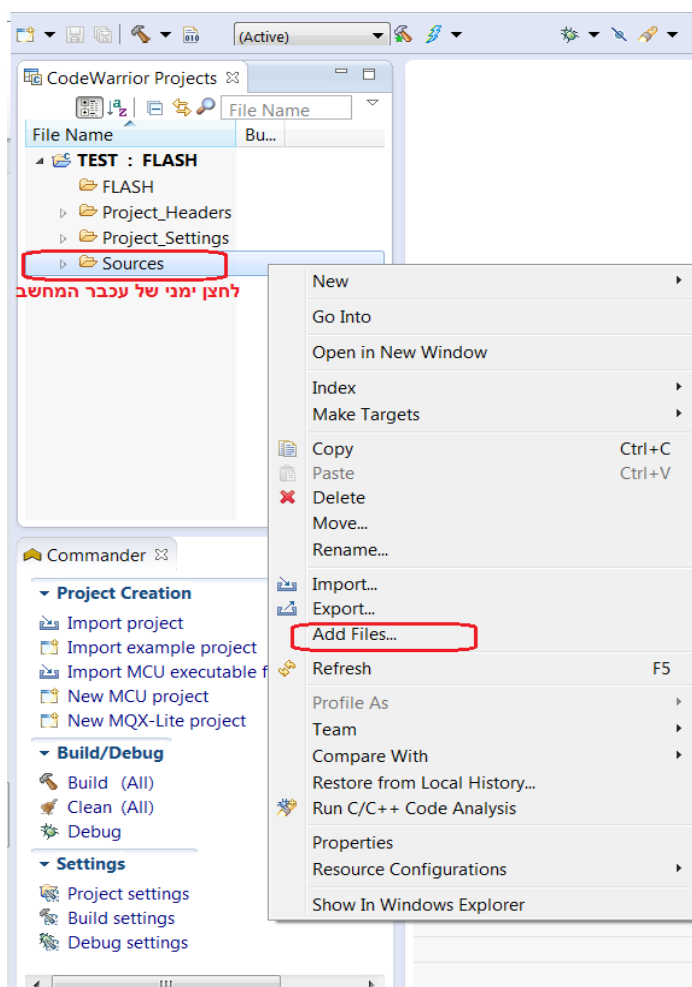 (Active)
CodeWarrior Projects
File Name
File Name Bu...
TEST : FLASH
FLASH
Project_Headers
Project_Settings
Sources
לחצן ימני של עכבר המחשב
New
Go Into
Open in New Window
Index
Make Targets
Copy Ctrl+C
Paste Ctrl+V
Delete
Move...
Rename...
Import...
Export...
Add Files...
Refresh F5
Profile As
Team
Compare With
Restore from Local History...
Run C/C++ Code Analysis
Properties
Resource Configurations
Show In Windows Explorer
Commander
Project Creation
Import project
Import example project
Import MCU executable f
New MCU project
New MQX-Lite project
Build/Debug
Build (All)
Clean (All)
Debug
Settings
Project settings
Build settings
Debug settings